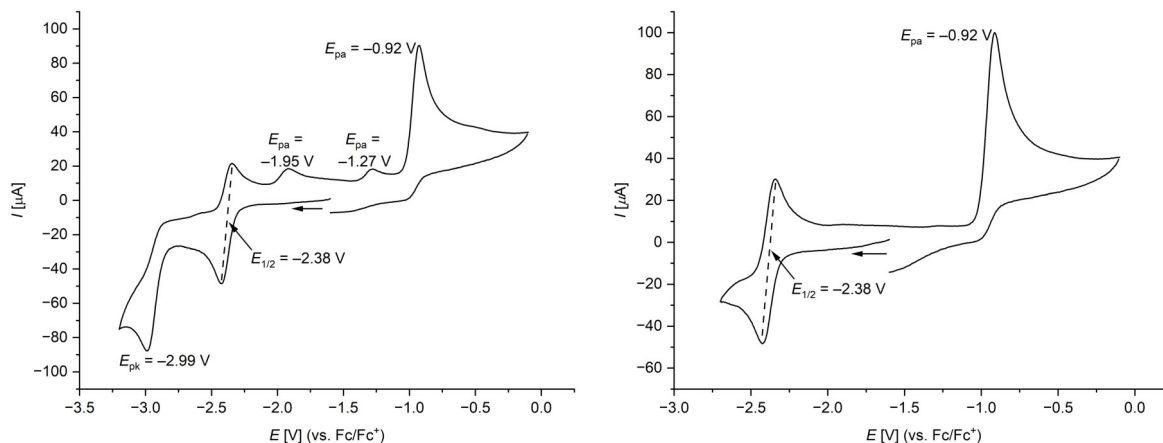 100
80
60
40
20
0
−20
−40
−60
−80
−100
I [µA]
Epa = −0.92 V
Epa =
−1.95 V
Epa =
−1.27 V
E1/2 = −2.38 V
Epk = −2.99 V
−3.5 −3.0 −2.5 −2.0 −1.5 −1.0 −0.5 0.0
E [V] (vs. Fc/Fc+)
100
80
60
40
20
0
−20
−40
−60
I [µA]
Epa = −0.92 V
E1/2 = −2.38 V
−3.0 −2.5 −2.0 −1.5 −1.0 −0.5 0.0
E [V] (vs. Fc/Fc+)